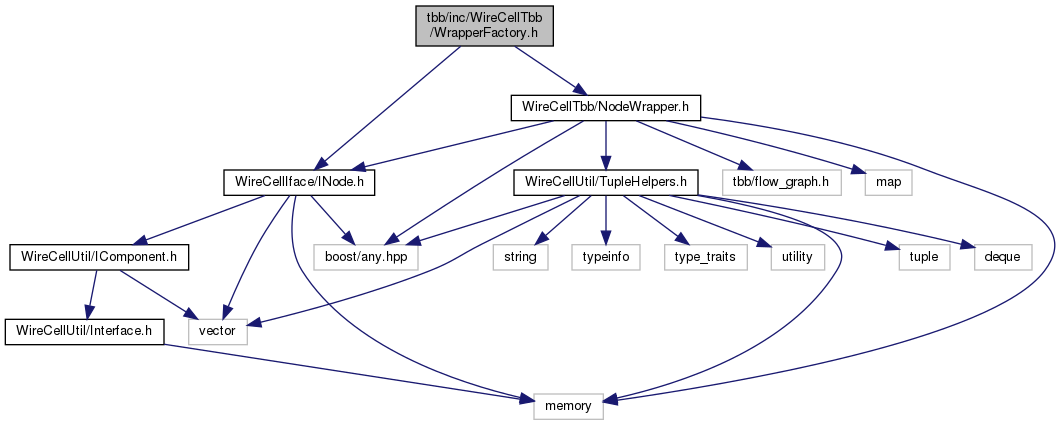 tbb/inc/WireCellTbb
/WrapperFactory.h
WireCellTbb/NodeWrapper.h
WireCellIface/INode.h
WireCellUtil/TupleHelpers.h
tbb/flow_graph.h
map
WireCellUtil/IComponent.h
boost/any.hpp
string
typeinfo
type_traits
utility
tuple
deque
WireCellUtil/Interface.h
vector
memory